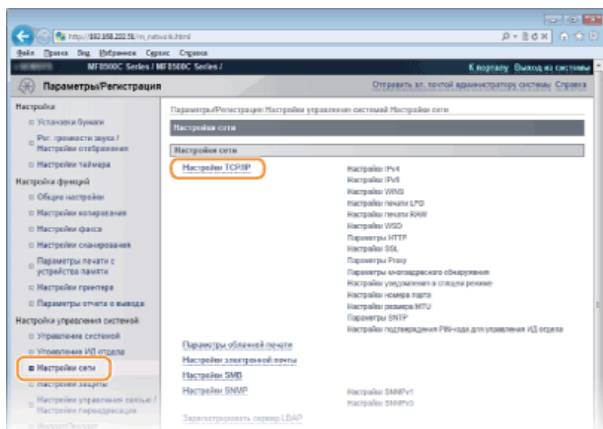 http://192.168.222.51/m_network.html
Файл Правка Вид Избранное Сервис Справка
MF8500C Series / MF8500C Series /
К порталу Выход из системы
Параметры/Регистрация
Отправить эл. почтой администратору системы Справка
Настройка
Установки бумаги
Рег. громкости звука /
Настройки отображения
Настройки таймера
Настройки функций
Общие настройки
Настройки копирования
Настройки факса
Настройки сканирования
Параметры печати с
устройства памяти
Настройки принтера
Параметры отчета о выводе
Настройки управления системой
Управление системой
Управление ИД отдела
Настройки сети
Настройки защиты
Настройки управления связью /
Настройки переадресации
Импорт/Экспорт
Параметры/Регистрация: Настройки управления системой: Настройки сети
Настройки сети
Настройки сети
Настройки TCP/IP
Настройки IPv4
Настройки IPv6
Настройки WINS
Настройки печати LPD
Настройки печати RAW
Настройки WSD
Параметры HTTP
Настройки SSL
Параметры Proxy
Параметры многоадресного обнаружения
Настройки уведомления о спящем режиме
Настройки номера порта
Настройки размера MTU
Параметры SNTP
Настройки подтверждения PIN-кода для управления ИД отдела
Параметры облачной печати
Настройки электронной почты
Настройки SMB
Настройки SNMP
Настройки SNMPv1
Настройки SNMPv3
Зарегистрировать сервер LDAP